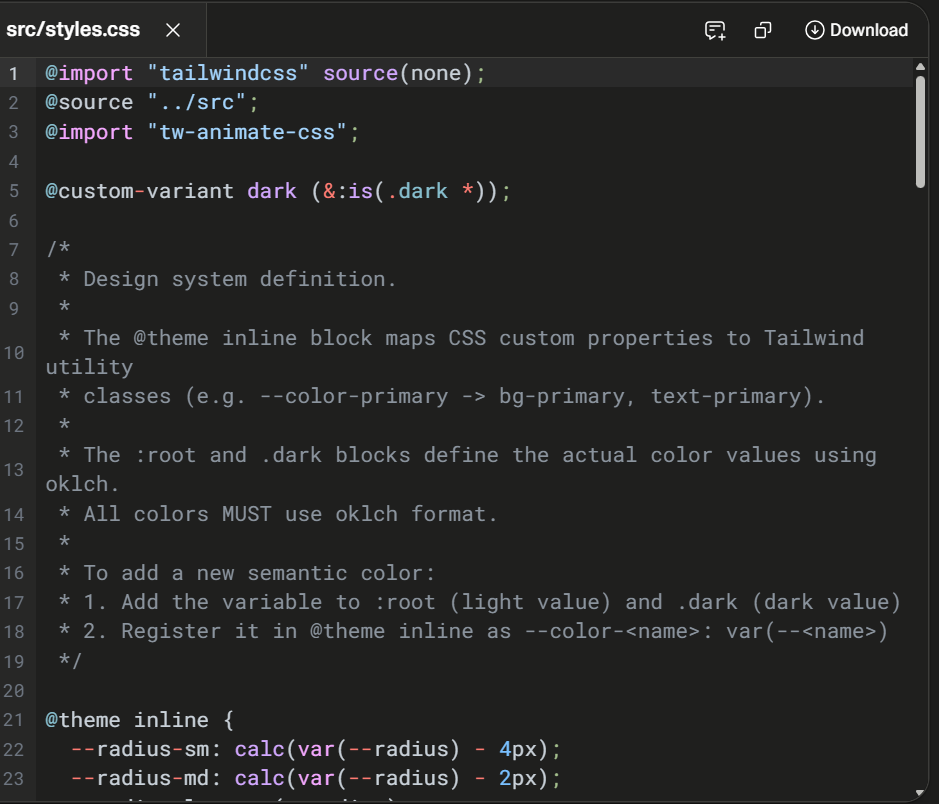 src/styles.css
Download
1 @import "tailwindcss" source(none);
2 @source "../src";
3 @import "tw-animate-css";
4
5 @custom-variant dark (&:is(.dark *));
6
7 /*
8  * Design system definition.
9  *
10  * The @theme inline block maps CSS custom properties to Tailwind
utility
11  * classes (e.g. --color-primary -> bg-primary, text-primary).
12  *
13  * The :root and .dark blocks define the actual color values using
oklch.
14  * All colors MUST use oklch format.
15  *
16  * To add a new semantic color:
17  * 1. Add the variable to :root (light value) and .dark (dark value)
18  * 2. Register it in @theme inline as --color-<name>: var(--<name>)
19  */
20
21 @theme inline {
22   --radius-sm: calc(var(--radius) - 4px);
23   --radius-md: calc(var(--radius) - 2px);